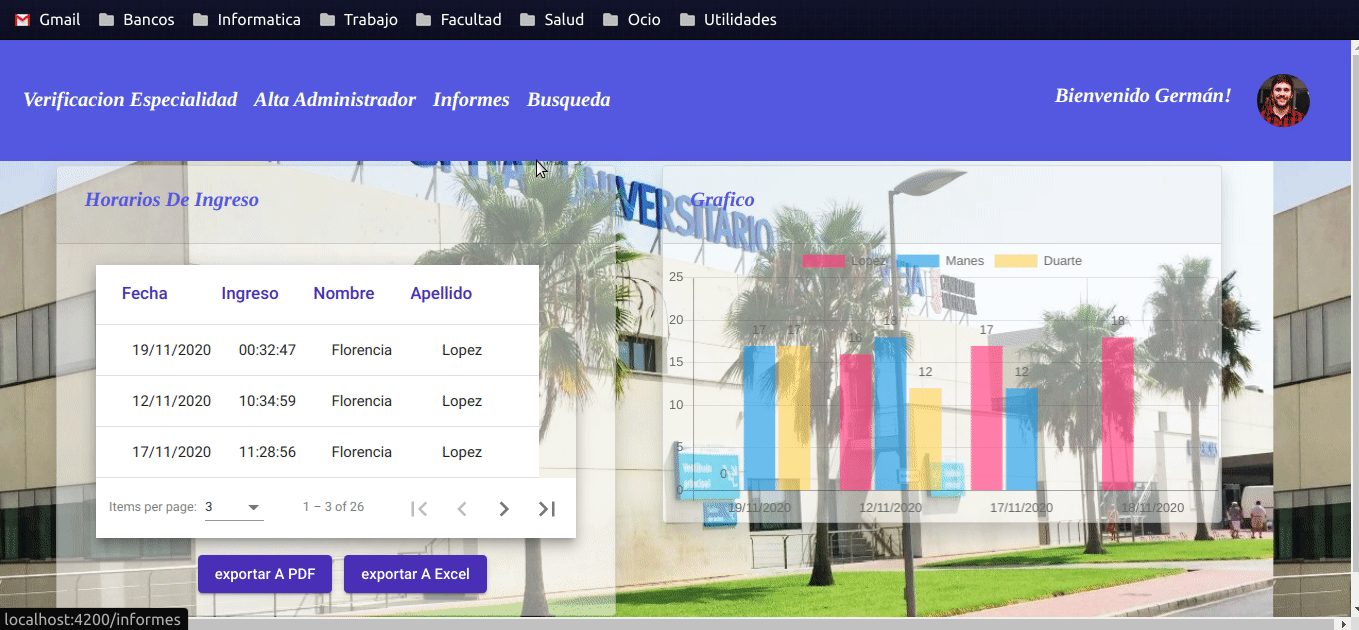 Gmail Bancos Informatica Trabajo Facultad Salud Ocio Utilidades
Verificacion Especialidad Alta Administrador Informes Busqueda
Bienvenido Germán!
Horarios De Ingreso
Fecha Ingreso Nombre Apellido
19/11/2020 00:32:47 Florencia Lopez
12/11/2020 10:34:59 Florencia Lopez
17/11/2020 11:28:56 Florencia Lopez
Items per page: 3 1 – 3 of 26
exportar A PDF exportar A Excel
Grafico
Lopez Manes Duarte
25
20
15
10
5
0
17 17 16 18 12 17 12 18
0
19/11/2020 12/11/2020 17/11/2020 18/11/2020
localhost:4200/informes